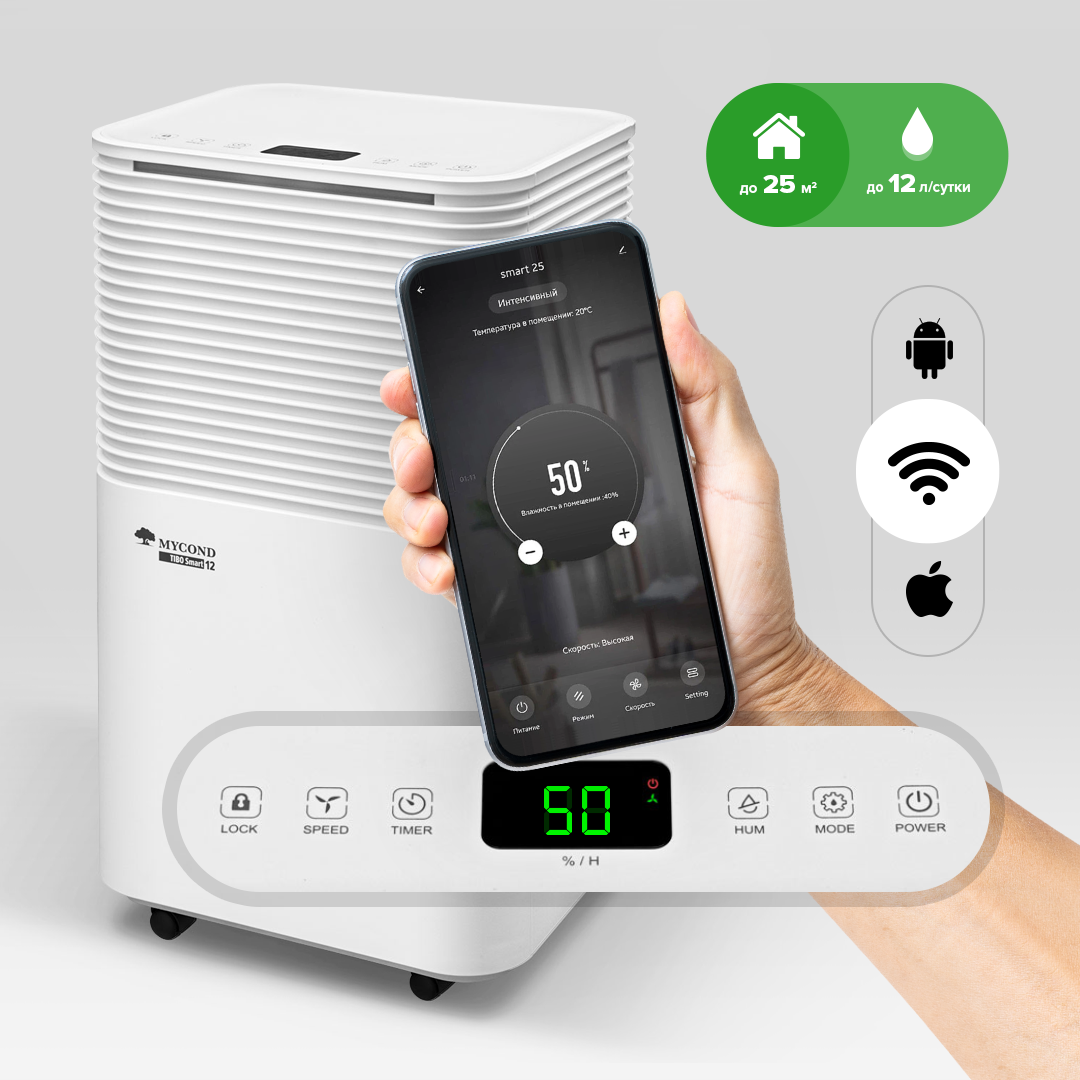 до 25 м²
до 12 л/сутки
smart 25
Интенсивный
Температура в помещении: 20°C
50%
Влажность в помещении :40%
Скорость: Высокая
Питание
Режим
Скорость
Setting
MYCOND
TIBO Smart 12
LOCK
SPEED
TIMER
50
% / H
HUM
MODE
POWER